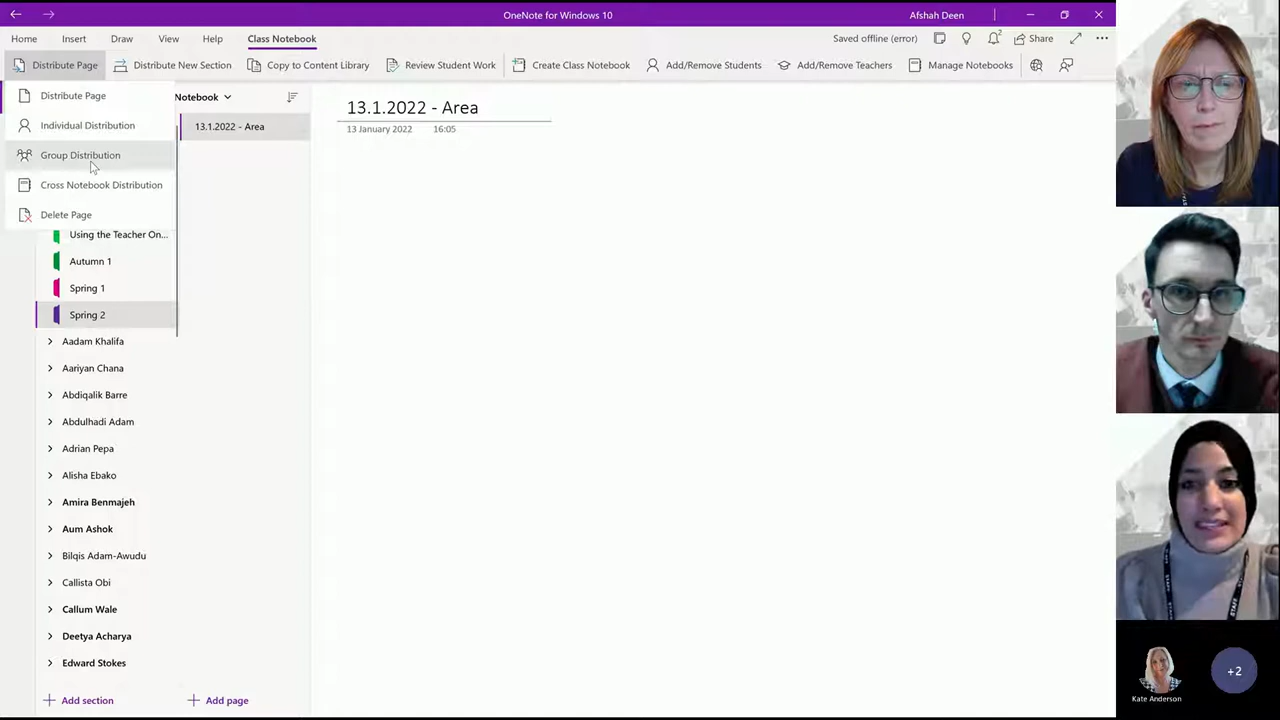 OneNote for Windows 10
Afshah Deen
Home Insert Draw View Help Class Notebook
Saved offline (error)
2
Share
Distribute Page Distribute New Section Copy to Content Library Review Student Work Create Class Notebook Add/Remove Students Add/Remove Teachers Manage Notebooks
Distribute Page
Individual Distribution
Group Distribution
Cross Notebook Distribution
Delete Page
Notebook
13.1.2022 - Area
13.1.2022 - Area
13 January 2022 16:05
Using the Teacher On...
Autumn 1
Spring 1
Spring 2
Aadam Khalifa
Aariyan Chana
Abdiqalik Barre
Abdulhadi Adam
Adrian Pepa
Alisha Ebako
Amira Benmajeh
Aum Ashok
Bilqis Adam-Awudu
Callista Obi
Callum Wale
Deetya Acharya
Edward Stokes
Add section
Add page
STAFF
Kate Anderson
+2